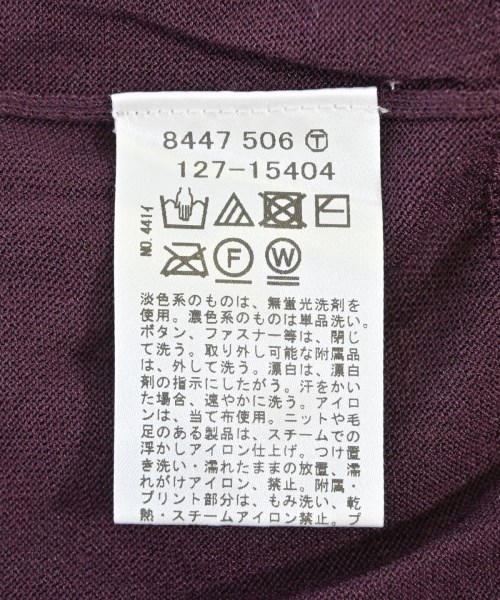 8447 506 Ⓣ
127-15404
NO.441イ
F
W
淡色系のものは、無蛍光洗剤を
使用。濃色系のものは単品洗い。
ボタン、ファスナー等は、閉じ
て洗う。取り外し可能な附属品
は、外して洗う。漂白は、漂白
剤の指示にしたがう。汗をかい
た場合、速やかに洗う。アイロ
ンは、当て布使用。ニットや毛
足のある製品は、スチームでの
浮かしアイロン仕上げ。つけ置
き洗い・濡れたままの放置、濡
れがけアイロン、禁止。附属・
プリント部分は、もみ洗い、乾
熱・スチームアイロン禁止。プ